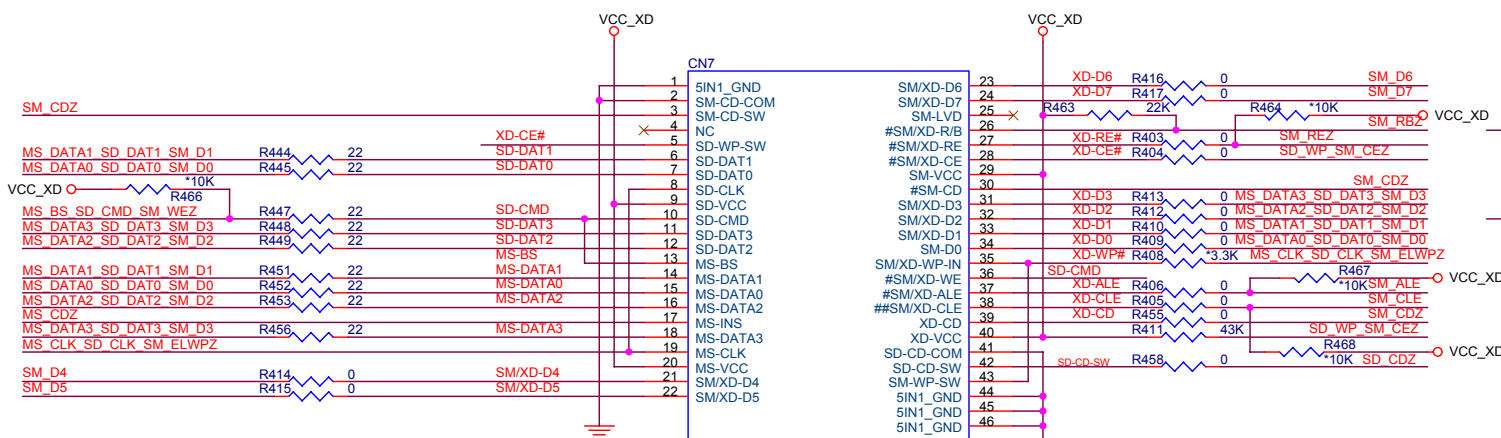 VCC_XD
VCC_XD
CN7
1 5IN1_GND
2 SM-CD-COM
SM_CDZ 3 SM-CD-SW
4 NC
XD-CE# 5 SD-WP-SW
MS_DATA1_SD_DAT1_SM_D1 R444 22 SD-DAT1 6 SD-DAT1
MS_DATA0_SD_DAT0_SM_D0 R445 22 SD-DAT0 7 SD-DAT0
VCC_XD *10K R466 8 SD-CLK
9 SD-VCC
MS_BS_SD_CMD_SM_WEZ R447 22 SD-CMD 10 SD-CMD
MS_DATA3_SD_DAT3_SM_D3 R448 22 SD-DAT3 11 SD-DAT3
MS_DATA2_SD_DAT2_SM_D2 R449 22 SD-DAT2 12 SD-DAT2
MS-BS 13 MS-BS
MS_DATA1_SD_DAT1_SM_D1 R451 22 MS-DATA1 14 MS-DATA1
MS_DATA0_SD_DAT0_SM_D0 R452 22 MS-DATA0 15 MS-DATA0
MS_DATA2_SD_DAT2_SM_D2 R453 22 MS-DATA2 16 MS-DATA2
MS_CDZ 17 MS-INS
MS_DATA3_SD_DAT3_SM_D3 R456 22 MS-DATA3 18 MS-DATA3
MS_CLK_SD_CLK_SM_ELWPZ 19 MS-CLK
20 MS-VCC
SM_D4 R414 0 SM/XD-D4 21 SM/XD-D4
SM_D5 R415 0 SM/XD-D5 22 SM/XD-D5
SM/XD-D6 23 XD-D6 R416 0 SM_D6
SM/XD-D7 24 XD-D7 R417 0 SM_D7
SM-LVD 25 R463 22K R464 *10K VCC_XD
#SM/XD-R/B 26 SM_RBZ
#SM/XD-RE 27 XD-RE# R403 0 SM_REZ
#SM/XD-CE 28 XD-CE# R404 0 SD_WP_SM_CEZ
SM-VCC 29
#SM-CD 30 SM_CDZ
SM/XD-D3 31 XD-D3 R413 0 MS_DATA3_SD_DAT3_SM_D3
SM/XD-D2 32 XD-D2 R412 0 MS_DATA2_SD_DAT2_SM_D2
SM/XD-D1 33 XD-D1 R410 0 MS_DATA1_SD_DAT1_SM_D1
SM-D0 34 XD-D0 R409 0 MS_DATA0_SD_DAT0_SM_D0
SM/XD-WP-IN 35 XD-WP# R408 *3.3K MS_CLK_SD_CLK_SM_ELWPZ
#SM/XD-WE 36 SD-CMD R467 *10K VCC_XD
#SM/XD-ALE 37 XD-ALE R406 0 SM_ALE
##SM/XD-CLE 38 XD-CLE R405 0 SM_CLE
XD-CD 39 XD-CD R455 0 SM_CDZ
XD-VCC 40 R411 43K SD_WP_SM_CEZ
SD-CD-COM 41 R468 *10K VCC_XD
SD-CD-SW 42 SD-CD-SW R458 0 SD_CDZ
SM-WP-SW 43
5IN1_GND 44
5IN1_GND 45
5IN1_GND 46